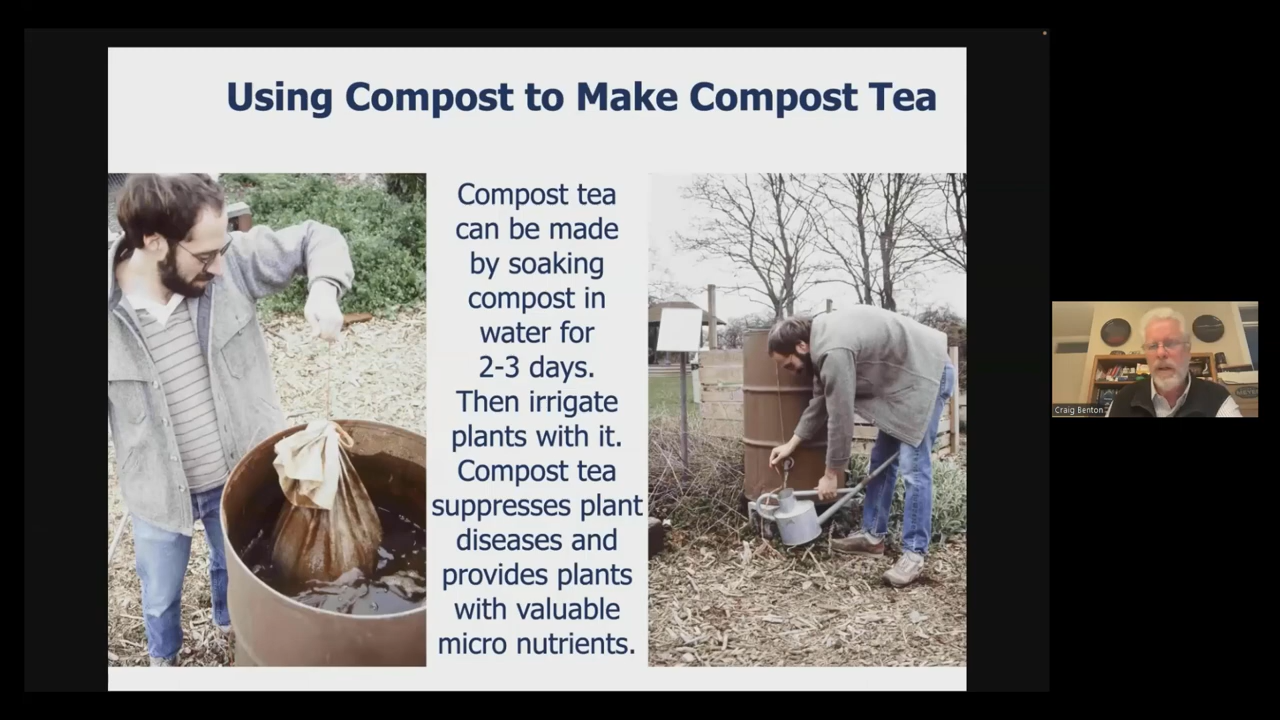 Using Compost to Make Compost Tea
Compost tea
can be made
by soaking
compost in
water for
2-3 days.
Then irrigate
plants with it.
Compost tea
suppresses plant
diseases and
provides plants
with valuable
micro nutrients.
Craig Benton